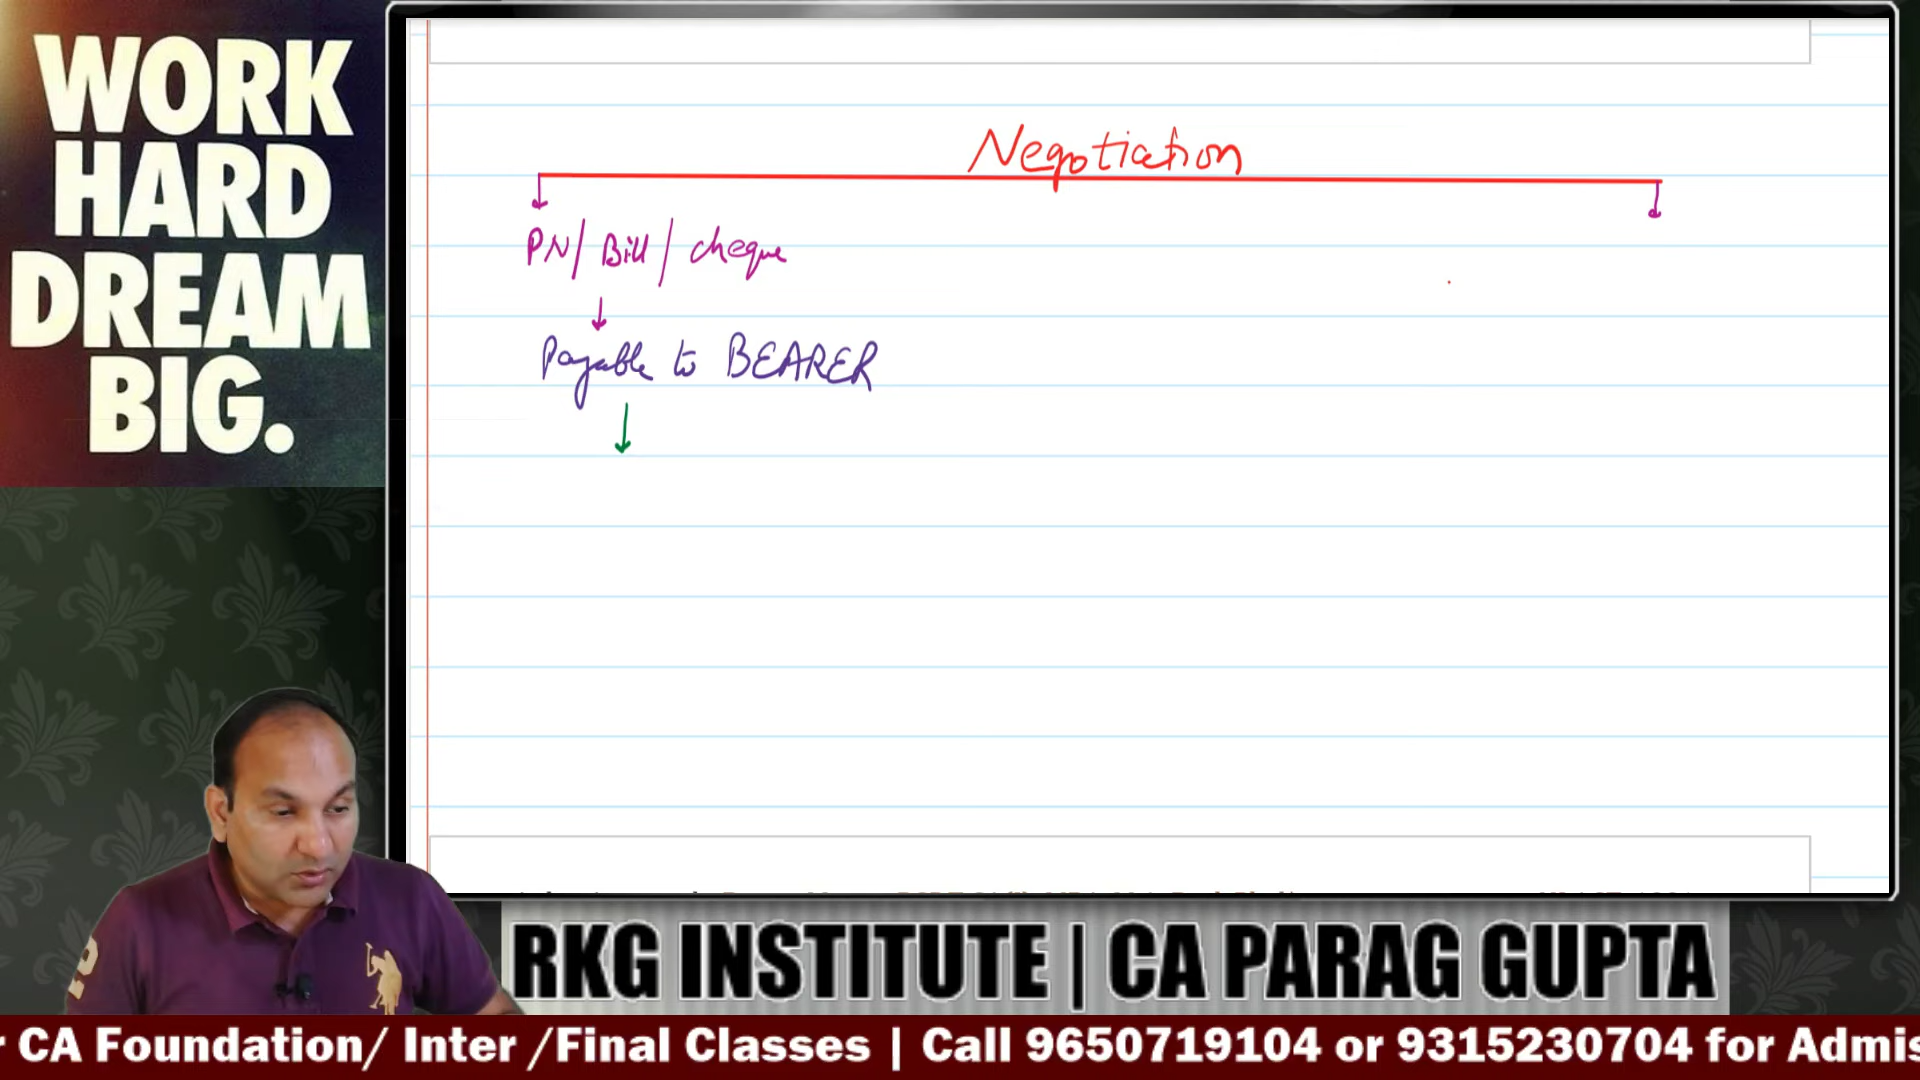 WORK
HARD
DREAM
BIG.
Negotiation
PN/ Bill / cheque
Payable to BEARER
RKG INSTITUTE | CA PARAG GUPTA
r CA Foundation/ Inter /Final Classes | Call 9650719104 or 9315230704 for Admis